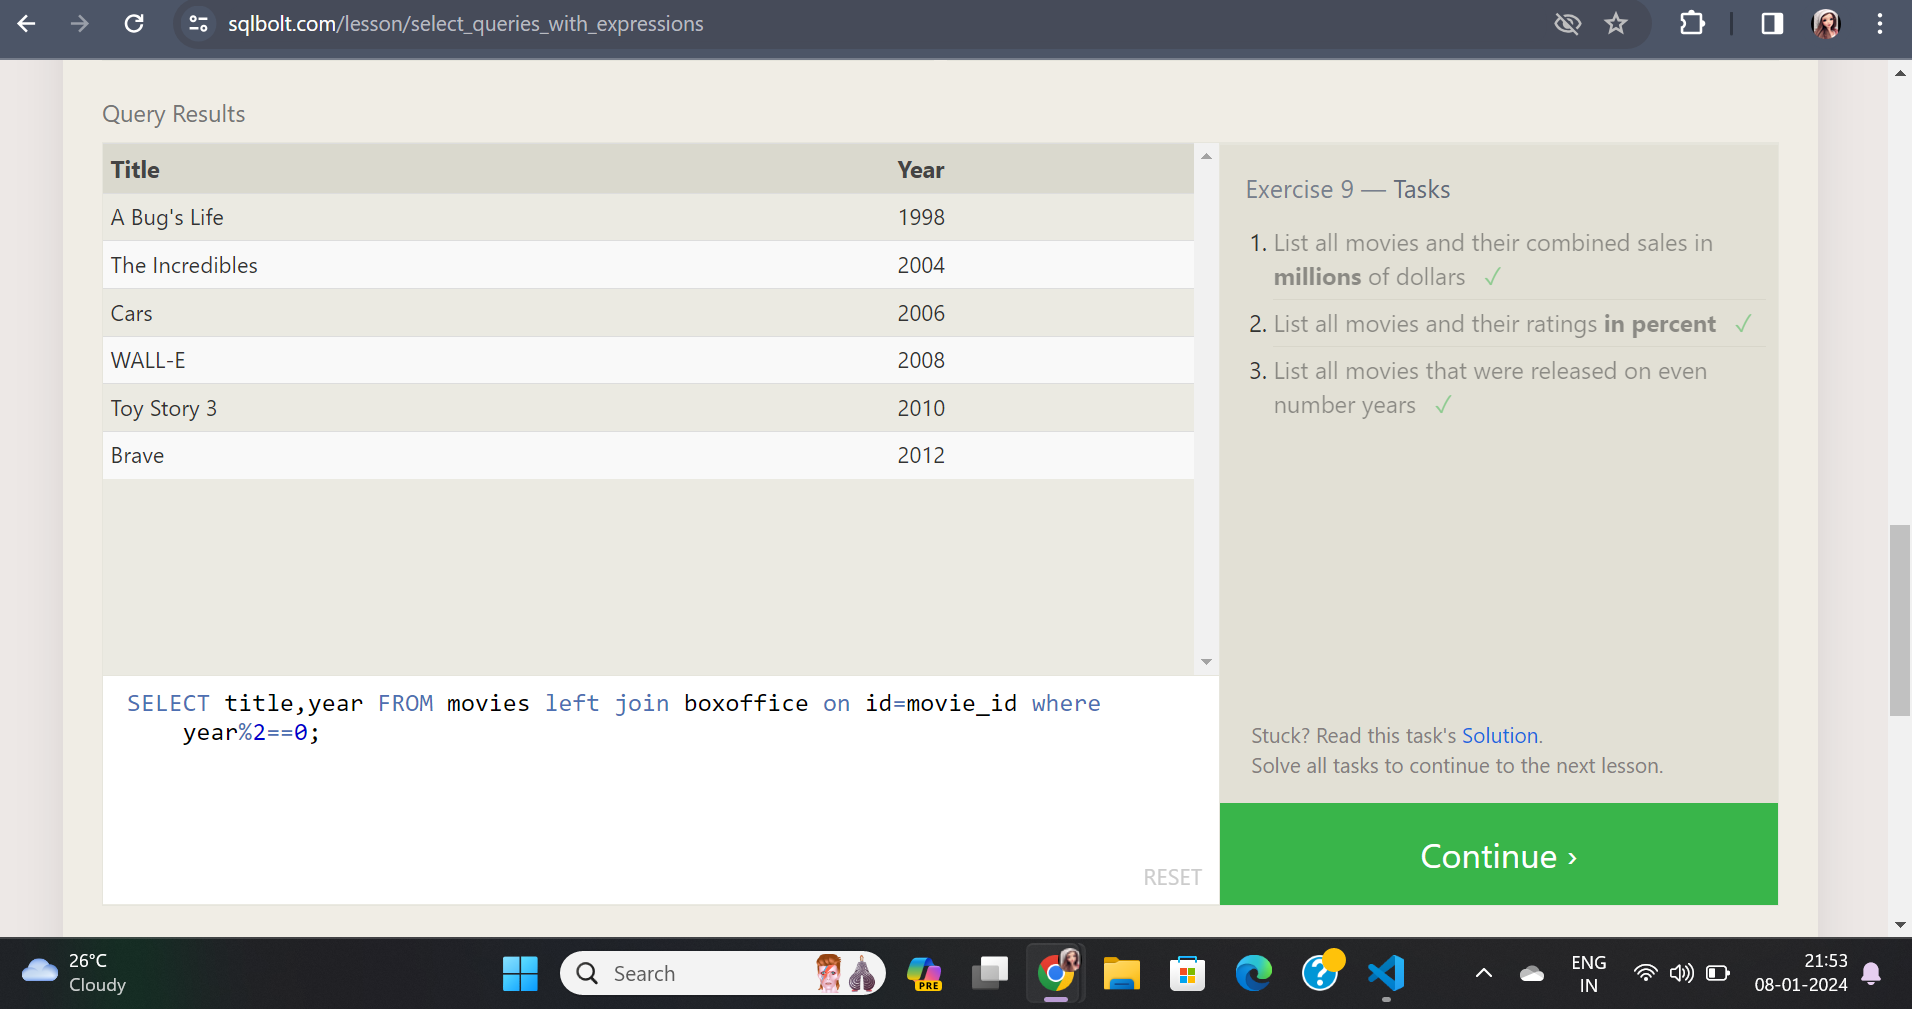 sqlbolt.com/lesson/select_queries_with_expressions
Query Results
Title Year
A Bug's Life 1998
The Incredibles 2004
Cars 2006
WALL-E 2008
Toy Story 3 2010
Brave 2012
SELECT title,year FROM movies left join boxoffice on id=movie_id where
year%2==0;
RESET
Exercise 9 — Tasks
1. List all movies and their combined sales in
millions of dollars ✓
2. List all movies and their ratings in percent ✓
3. List all movies that were released on even
number years ✓
Stuck? Read this task's Solution.
Solve all tasks to continue to the next lesson.
Continue ›
26°C
Cloudy
Search
PRE
ENG
IN
21:53
08-01-2024